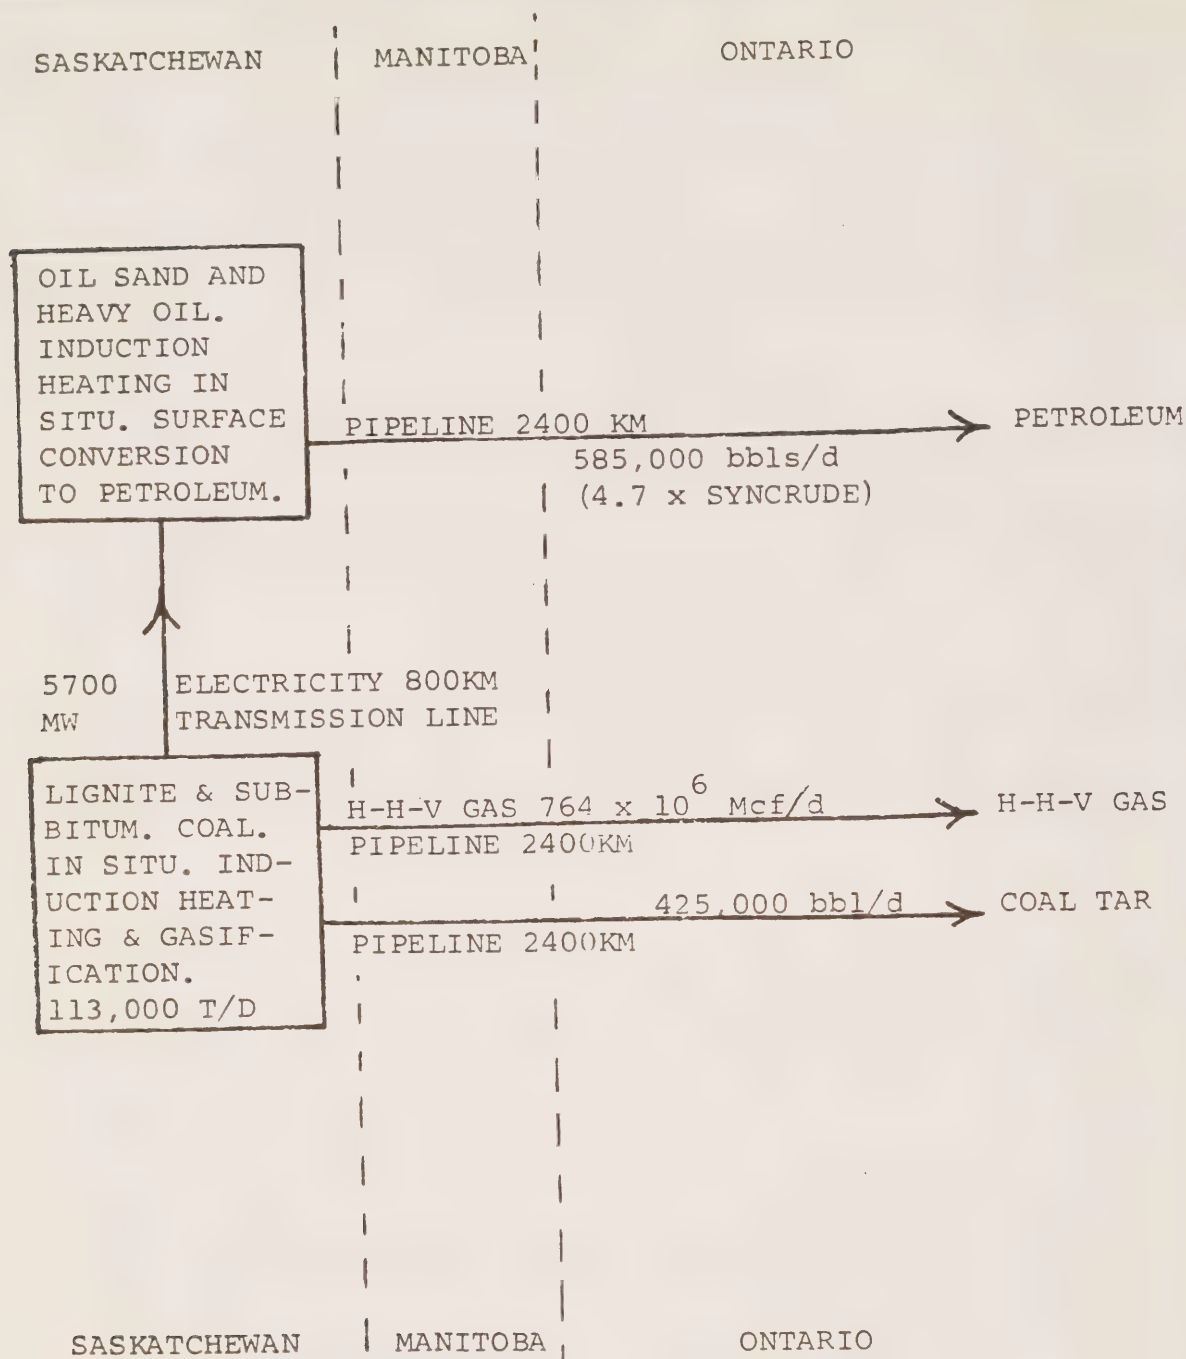 SASKATCHEWAN MANITOBA ONTARIO
OIL SAND AND
HEAVY OIL.
INDUCTION
HEATING IN
SITU. SURFACE
CONVERSION
TO PETROLEUM.
PIPELINE 2400 KM
PETROLEUM
585,000 bbls/d
(4.7 x SYNCRUDE)
5700
MW
ELECTRICITY 800KM
TRANSMISSION LINE
LIGNITE & SUB-
BITUM. COAL.
IN SITU. IND-
UCTION HEAT-
ING & GASIF-
ICATION.
113,000 T/D
H-H-V GAS 764 x 10⁶ Mcf/d
H-H-V GAS
PIPELINE 2400KM
425,000 bbl/d
COAL TAR
PIPELINE 2400KM
SASKATCHEWAN MANITOBA ONTARIO